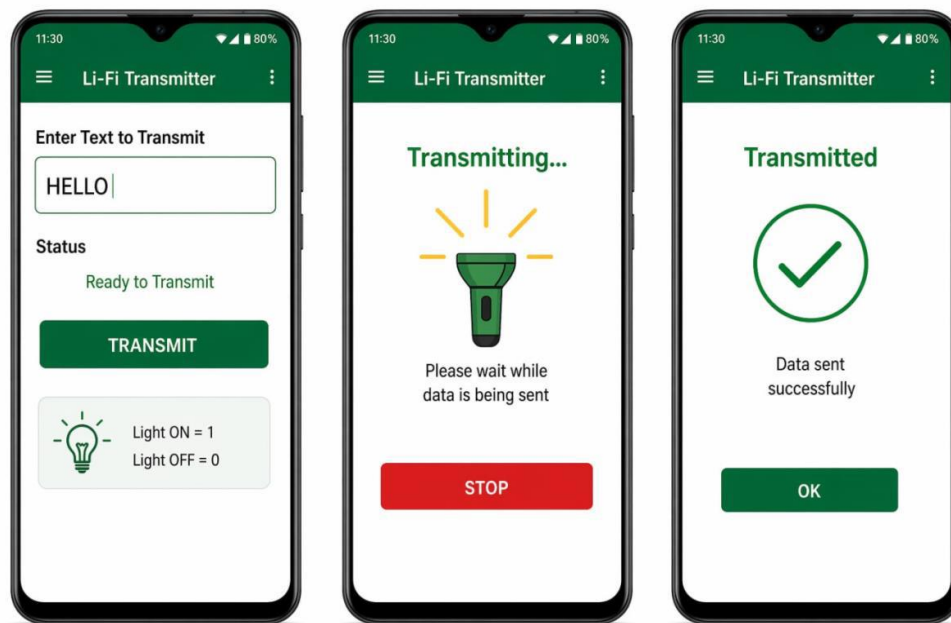 11:30
80%
Li-Fi Transmitter
Enter Text to Transmit
HELLO
Status
Ready to Transmit
TRANSMIT
Light ON = 1
Light OFF = 0
11:30
80%
Li-Fi Transmitter
Transmitting...
Please wait while
data is being sent
STOP
11:30
80%
Li-Fi Transmitter
Transmitted
Data sent
successfully
OK